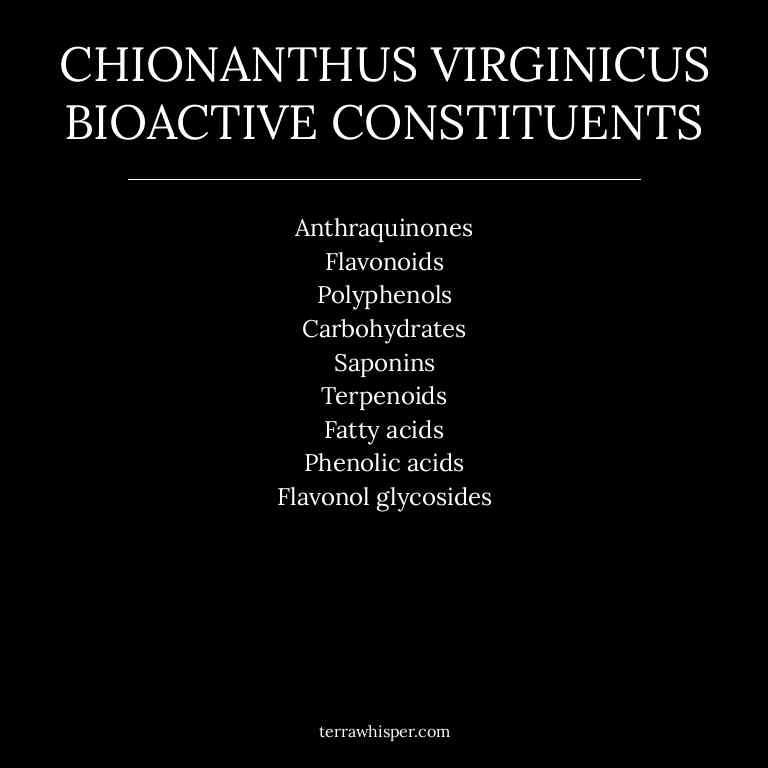 CHIONANTHUS VIRGINICUS
BIOACTIVE CONSTITUENTS
Anthraquinones
Flavonoids
Polyphenols
Carbohydrates
Saponins
Terpenoids
Fatty acids
Phenolic acids
Flavonol glycosides
terrawhisper.com